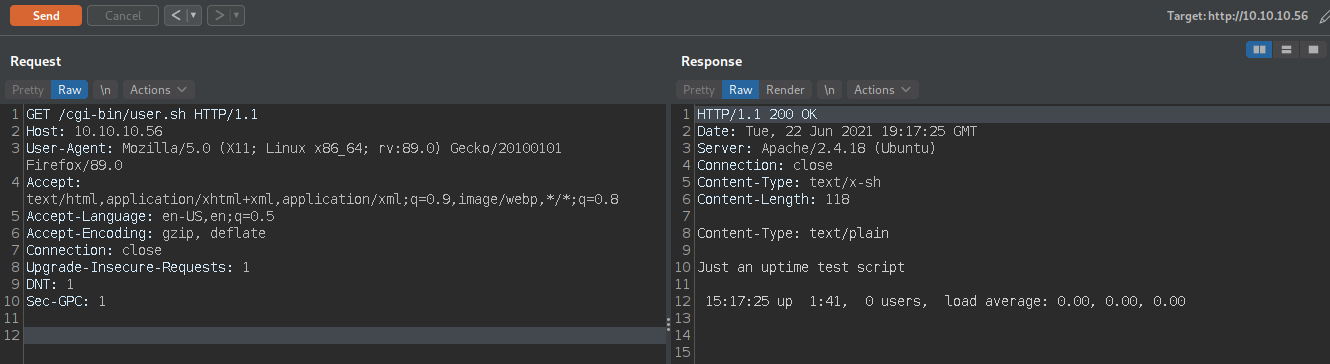 Send Cancel < > Target: http://10.10.10.56
Request
Pretty Raw \n Actions
1 GET /cgi-bin/user.sh HTTP/1.1
2 Host: 10.10.10.56
3 User-Agent: Mozilla/5.0 (X11; Linux x86_64; rv:89.0) Gecko/20100101
Firefox/89.0
4 Accept:
text/html,application/xhtml+xml,application/xml;q=0.9,image/webp,*/*;q=0.8
5 Accept-Language: en-US,en;q=0.5
6 Accept-Encoding: gzip, deflate
7 Connection: close
8 Upgrade-Insecure-Requests: 1
9 DNT: 1
10 Sec-GPC: 1
11
12
Response
Pretty Raw Render \n Actions
1 HTTP/1.1 200 OK
2 Date: Tue, 22 Jun 2021 19:17:25 GMT
3 Server: Apache/2.4.18 (Ubuntu)
4 Connection: close
5 Content-Type: text/x-sh
6 Content-Length: 118
7
8 Content-Type: text/plain
9
10 Just an uptime test script
11
12 15:17:25 up 1:41, 0 users, load average: 0.00, 0.00, 0.00
13
14
15